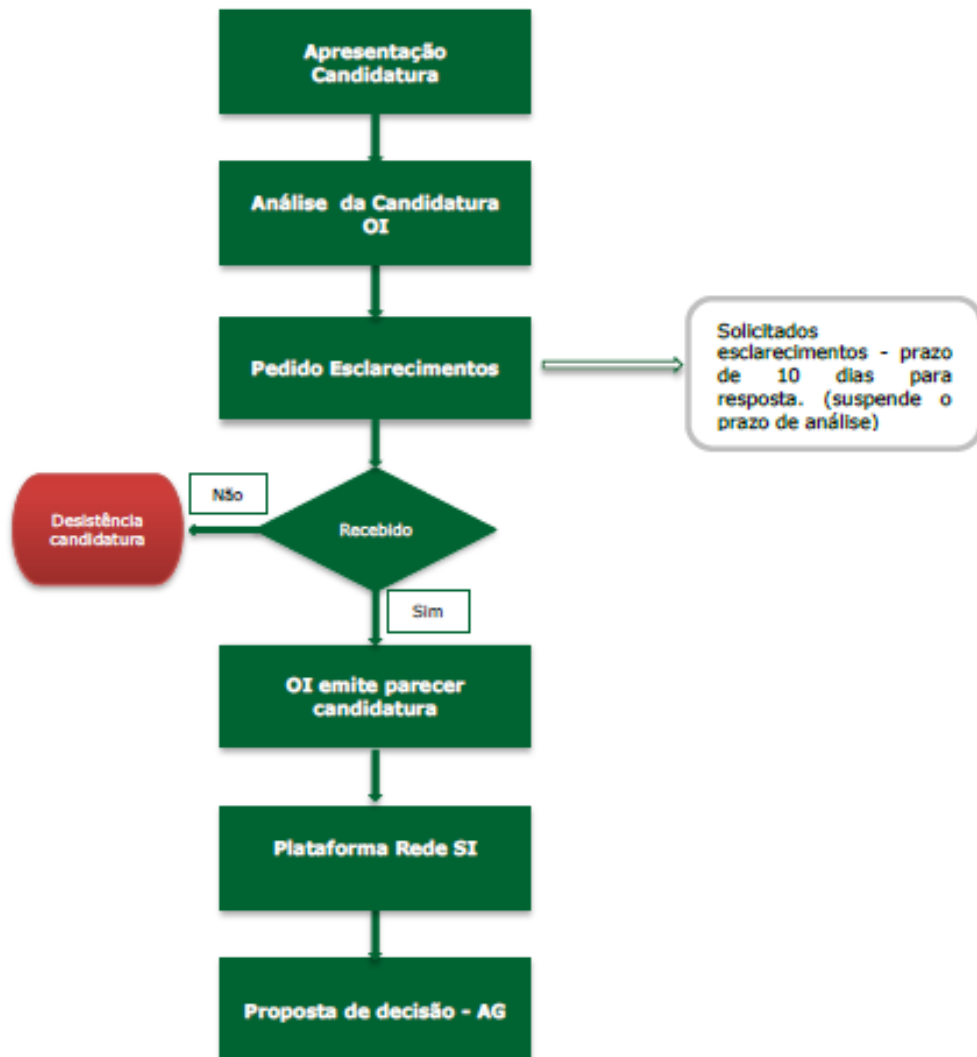 Apresentação
Candidatura
Análise da Candidatura
OI
Pedido Esclarecimentos
Solicitados
esclarecimentos - prazo
de 10 dias para
resposta. (suspende o
prazo de análise)
Não
Desistência
candidatura
Recebido
Sim
OI emite parecer
candidatura
Plataforma Rede SI
Proposta de decisão - AG